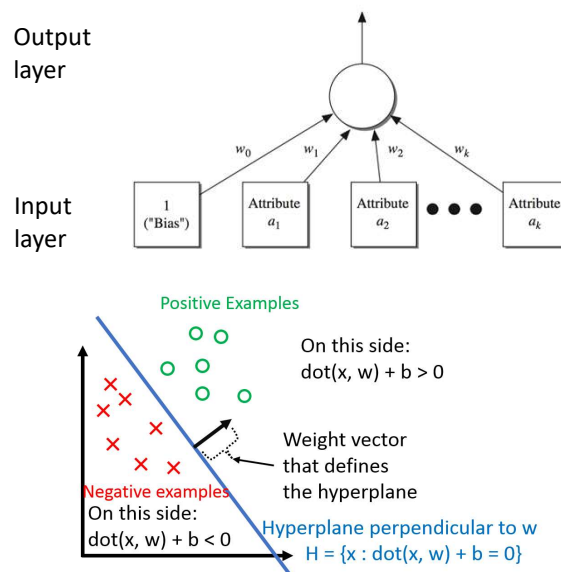 Output
layer
w0
w1
w2
wk
Input
layer
1
("Bias")
Attribute
a1
Attribute
a2
Attribute
ak
Positive Examples
On this side:
dot(x, w) + b > 0
Weight vector
that defines
the hyperplane
Negative examples
On this side:
dot(x, w) + b < 0
Hyperplane perpendicular to w
H = {x : dot(x, w) + b = 0}